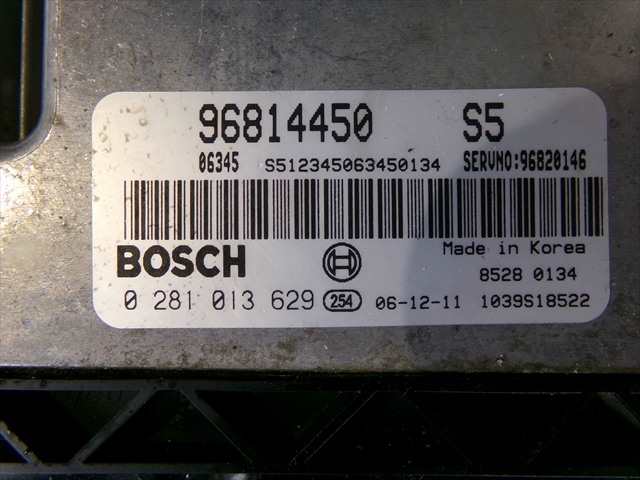 96814450 S5
06345 S512345063450134 SERVNO:96820146
BOSCH Made in Korea
8528 0134
0 281 013 629 254 06-12-11 1039S18522